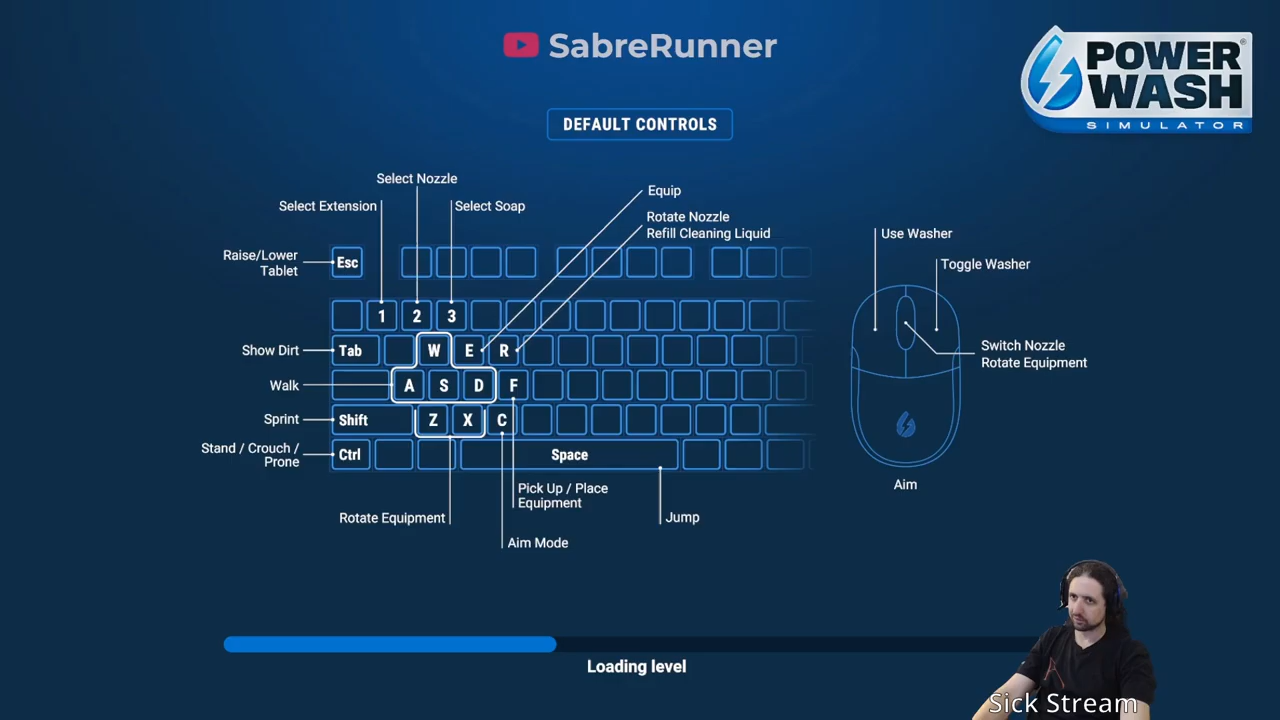 SabreRunner
POWER
WASH
SIMULATOR
DEFAULT CONTROLS
Select Nozzle
Select Extension
Select Soap
Equip
Rotate Nozzle
Refill Cleaning Liquid
Raise/Lower
Tablet
Esc
1 2 3
Show Dirt
Tab W E R
Walk
A S D F
Sprint
Shift Z X C
Stand / Crouch /
Prone
Ctrl Space
Pick Up / Place
Equipment
Rotate Equipment
Jump
Aim Mode
Use Washer
Toggle Washer
Switch Nozzle
Rotate Equipment
Aim
Loading level
Sick Stream